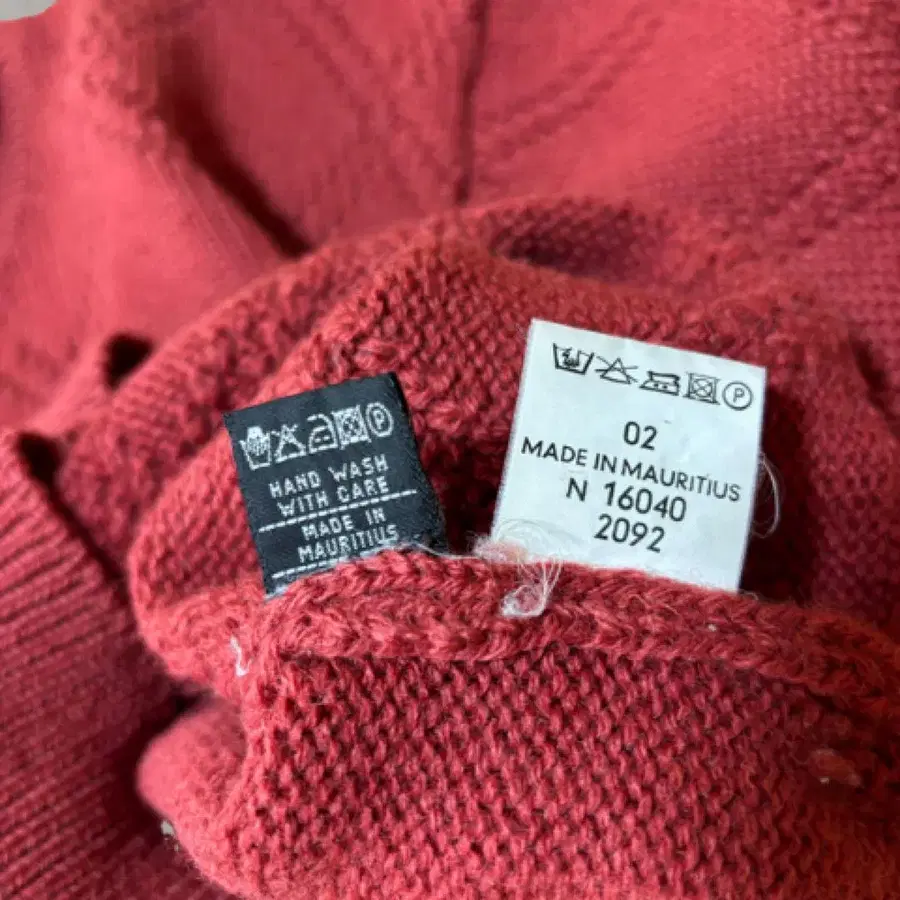 HAND WASH
WITH CARE
MADE IN
MAURITIUS
P
02
MADE IN MAURITIUS
N 16040
2092